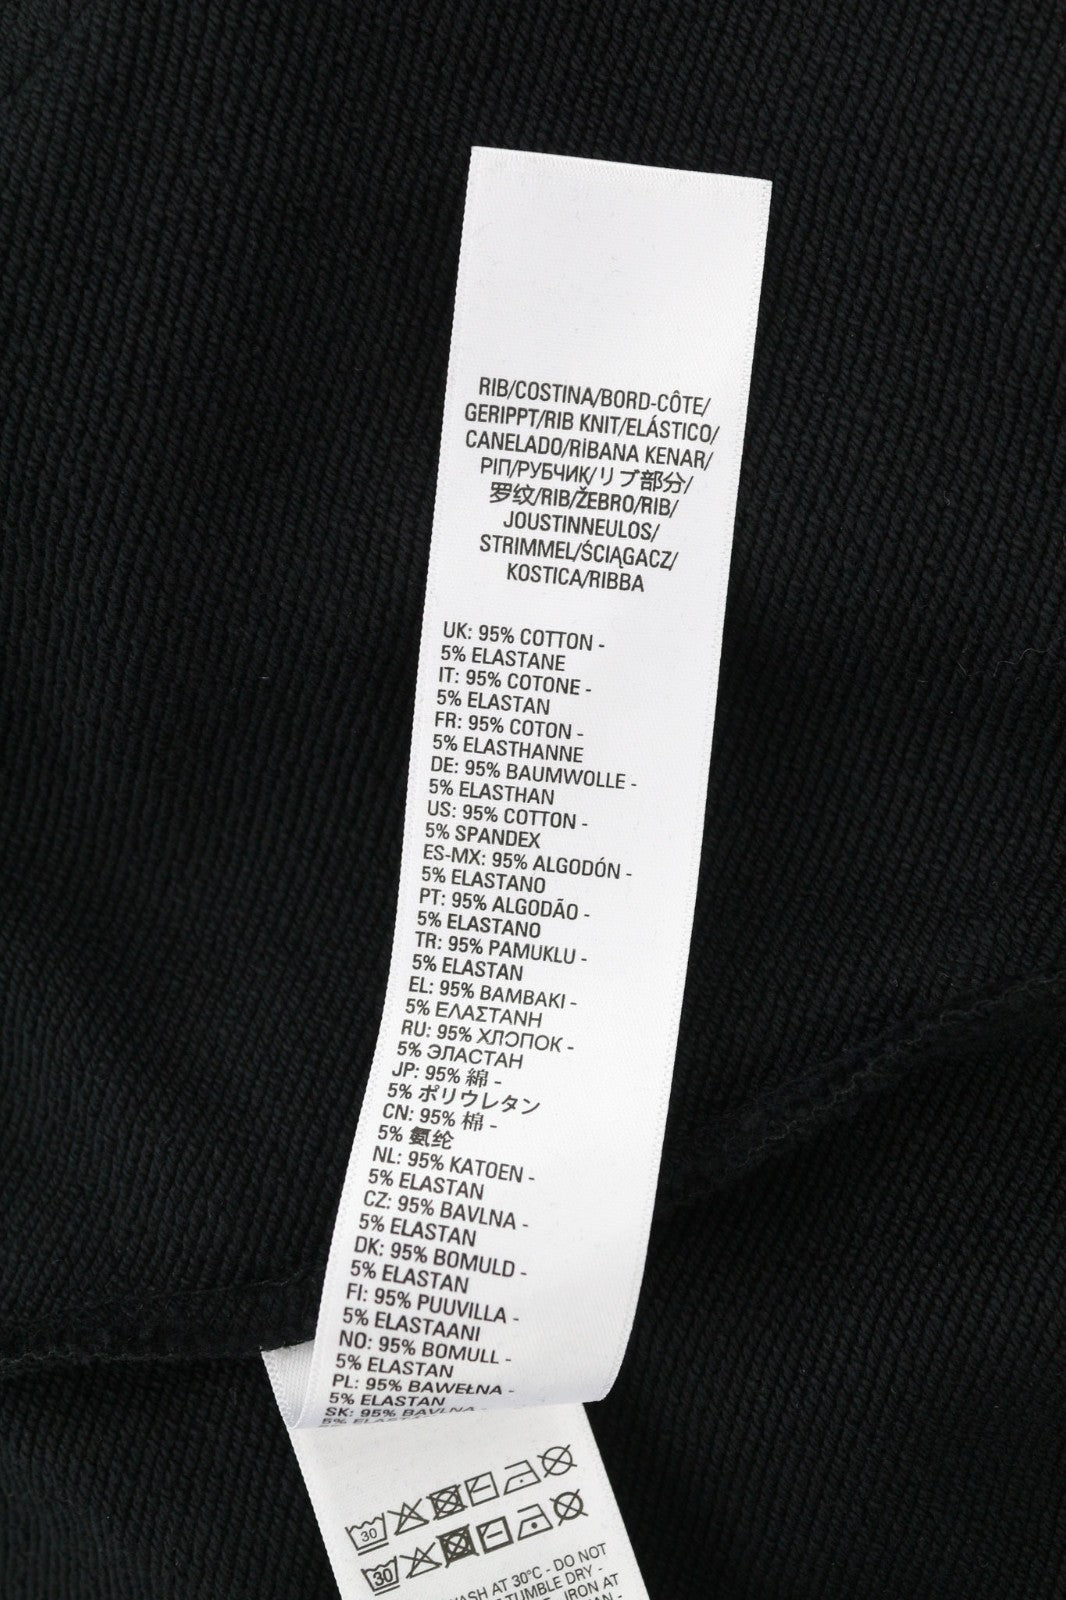 RIB/COSTINA/BORD-CÔTE/
GERIPPT/RIB KNIT/ELÁSTICO/
CANELADO/RİBANA KENAR/
ΡΙΠ/РУБЧИК/リブ部分/
罗纹/RIB/ŽEBRO/RIB/
JOUSTINNEULOS/
STRIMMEL/ŚCIĄGACZ/
KOSTICA/RIBBA
UK: 95% COTTON -
5% ELASTANE
IT: 95% COTONE -
5% ELASTAN
FR: 95% COTON -
5% ELASTHANNE
DE: 95% BAUMWOLLE -
5% ELASTHAN
US: 95% COTTON -
5% SPANDEX
ES-MX: 95% ALGODÓN -
5% ELASTANO
PT: 95% ALGODÃO -
5% ELASTANO
TR: 95% PAMUKLU -
5% ELASTAN
EL: 95% ΒΑΜΒΑΚΙ -
5% ΕΛΑΣΤΑΝΗ
RU: 95% ХЛОПОК -
5% ЭЛАСТАН
JP: 95% 綿 -
5% ポリウレタン
CN: 95% 棉 -
5% 氨纶
NL: 95% KATOEN -
5% ELASTAN
CZ: 95% BAVLNA -
5% ELASTAN
DK: 95% BOMULD -
5% ELASTAN
FI: 95% PUUVILLA -
5% ELASTAANI
NO: 95% BOMULL -
5% ELASTAN
PL: 95% BAWEŁNA -
5% ELASTAN
SK: 95% BAVLNA -
5% ELASTAN
30
30
WASH AT 30°C - DO NOT
TUMBLE DRY -
IRON AT